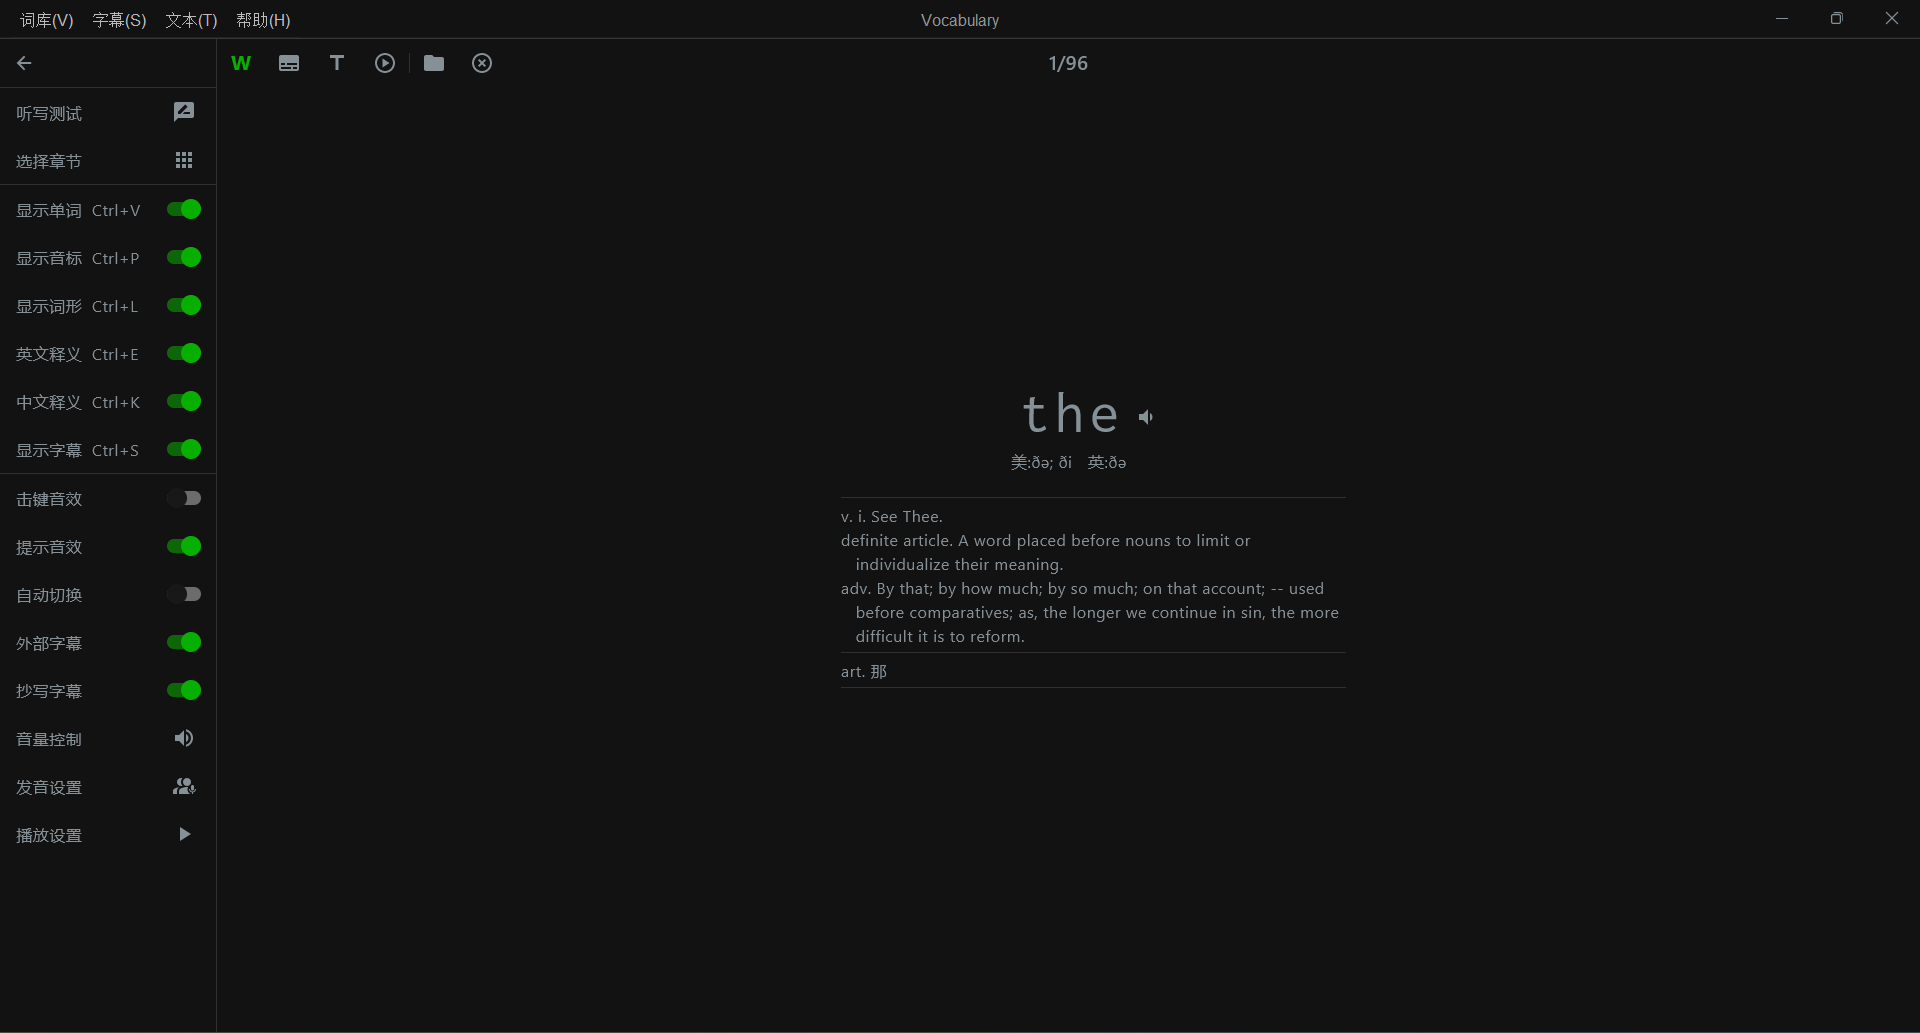 词库(V) 字幕(S) 文本(T) 帮助(H)
Vocabulary
W T
1/96
听写测试
选择章节
显示单词 Ctrl+V
显示音标 Ctrl+P
显示词形 Ctrl+L
英文释义 Ctrl+E
中文释义 Ctrl+K
显示字幕 Ctrl+S
击键音效
提示音效
自动切换
外部字幕
抄写字幕
音量控制
发音设置
播放设置
the
美:ðə; ði 英:ðə
v. i. See Thee.
definite article. A word placed before nouns to limit or
individualize their meaning.
adv. By that; by how much; by so much; on that account; -- used
before comparatives; as, the longer we continue in sin, the more
difficult it is to reform.
art. 那